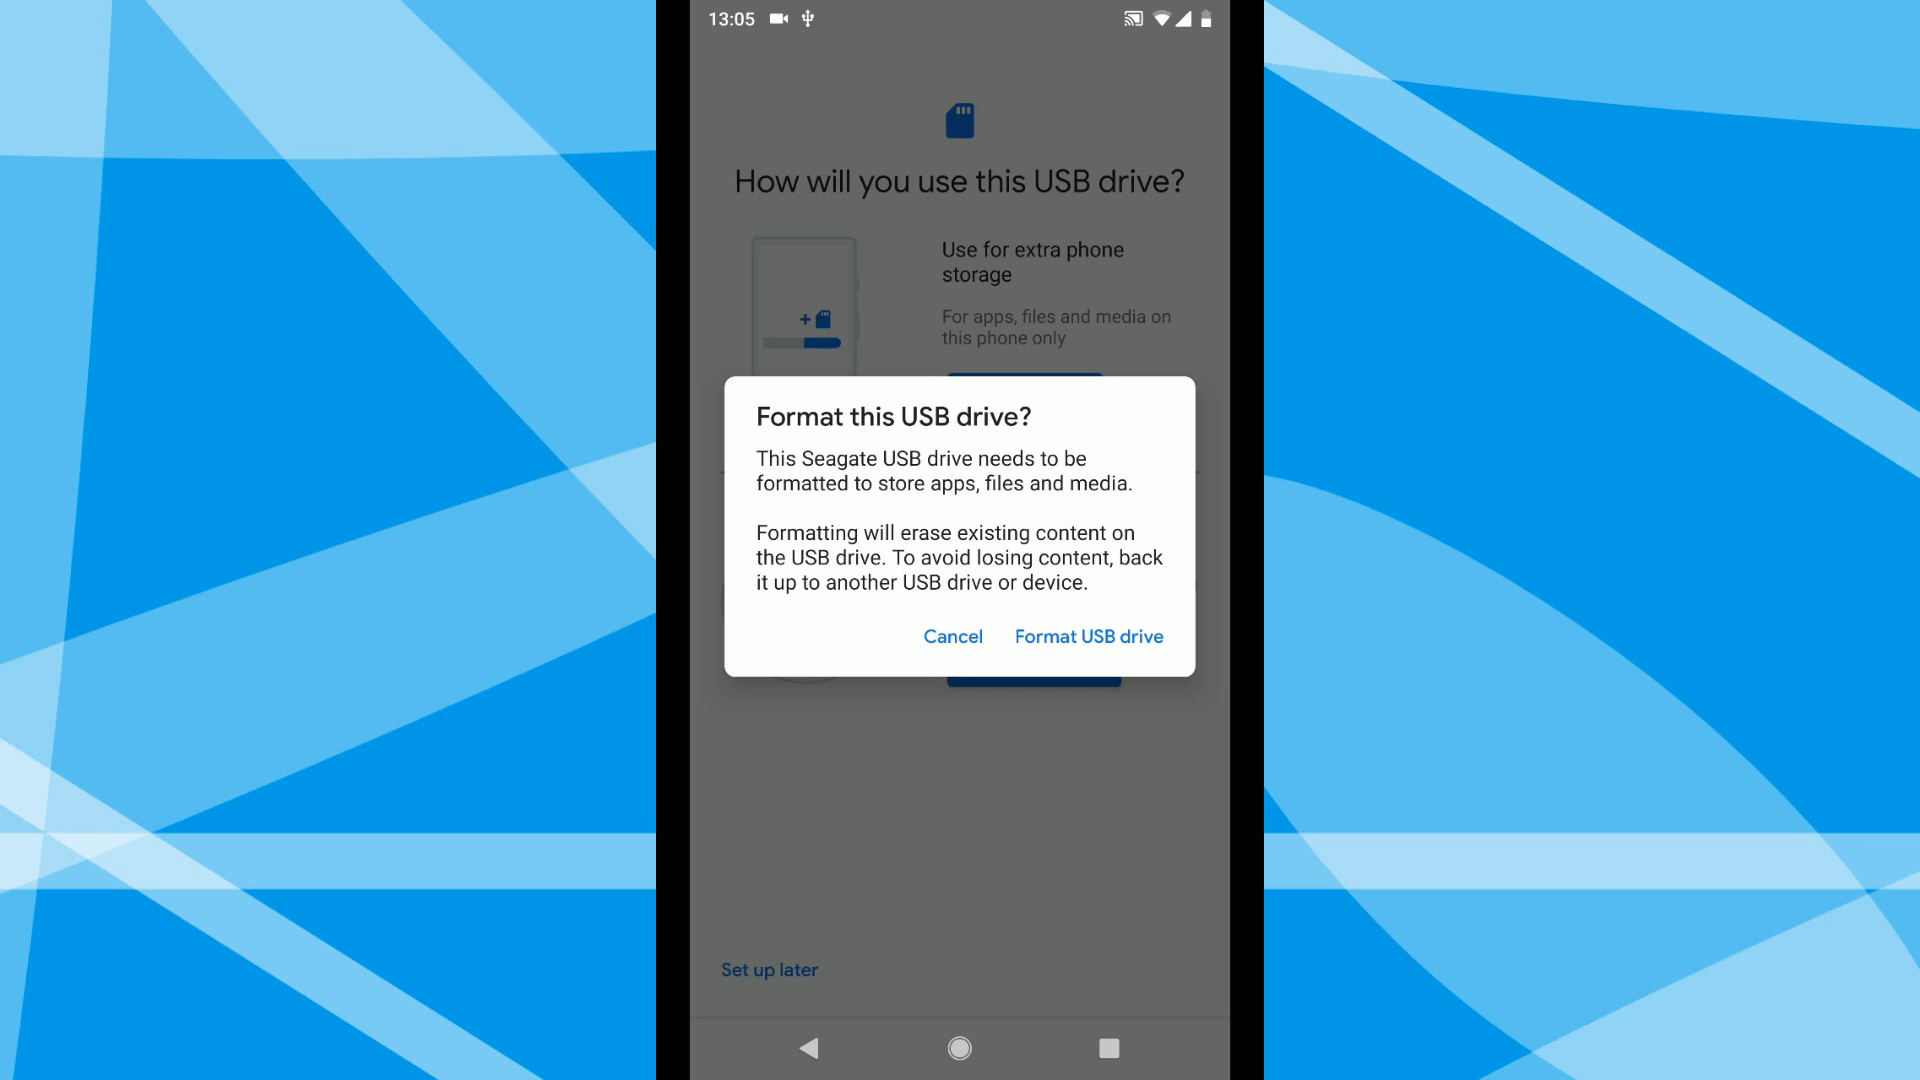 13:05
How will you use this USB drive?
Use for extra phone
storage
For apps, files and media on
this phone only
Format this USB drive?
This Seagate USB drive needs to be
formatted to store apps, files and media.
Formatting will erase existing content on
the USB drive. To avoid losing content, back
it up to another USB drive or device.
Cancel Format USB drive
Set up later